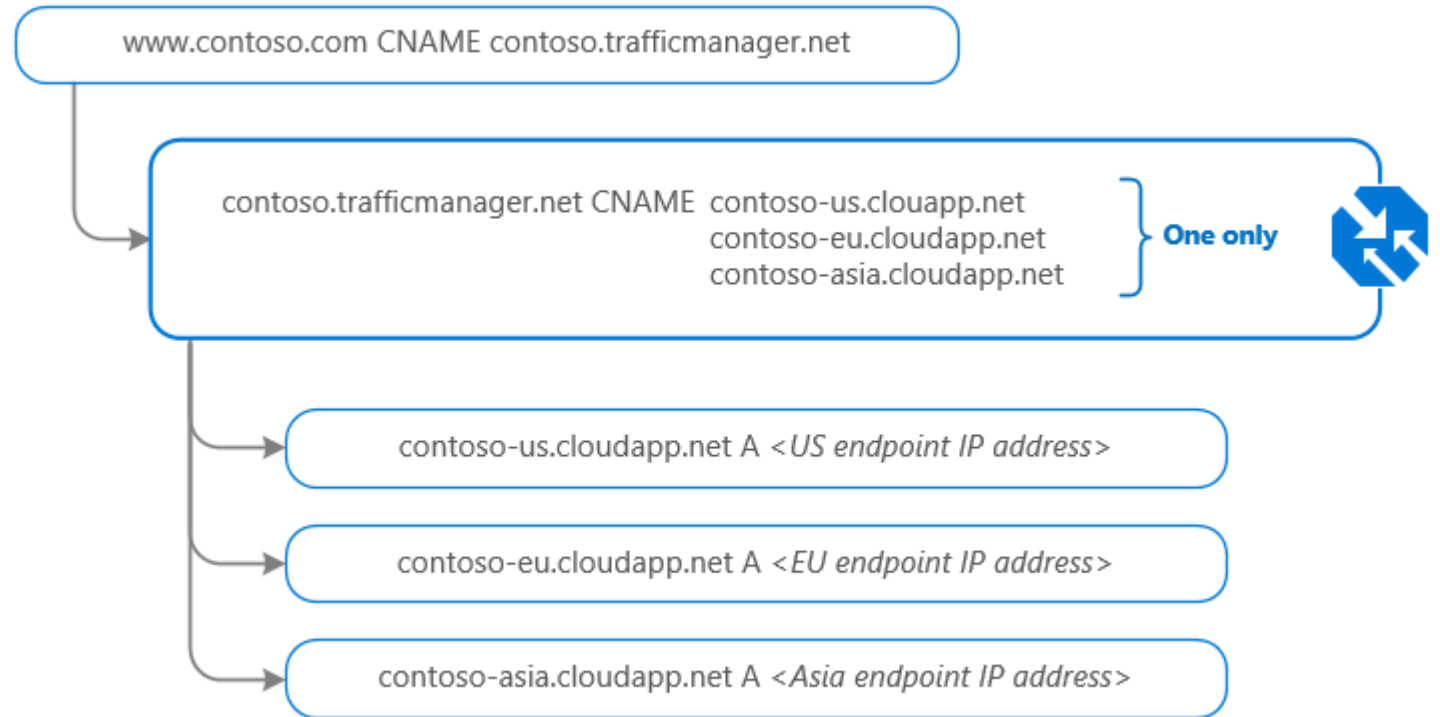 www.contoso.com CNAME contoso.trafficmanager.net
contoso.trafficmanager.net CNAME contoso-us.clouapp.net
contoso-eu.cloudapp.net
contoso-asia.cloudapp.net
One only
contoso-us.cloudapp.net A <US endpoint IP address>
contoso-eu.cloudapp.net A <EU endpoint IP address>
contoso-asia.cloudapp.net A <Asia endpoint IP address>